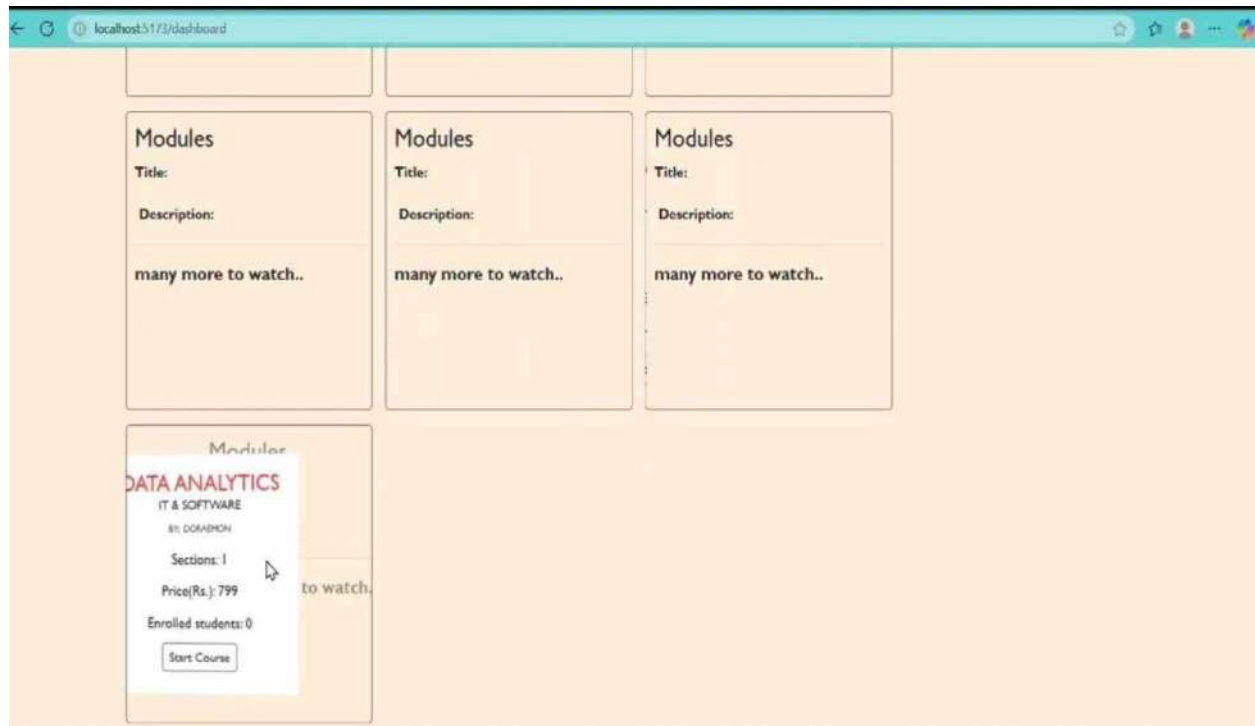 localhost:5173/dashboard
Modules
Title:
Description:
many more to watch..
Modules
Title:
Description:
many more to watch..
Modules
Title:
Description:
many more to watch..
Modules
DATA ANALYTICS
IT & SOFTWARE
BY: DORAEMON
Sections: 1
Price(Rs.): 799
to watch.
Enrolled students: 0
Start Course